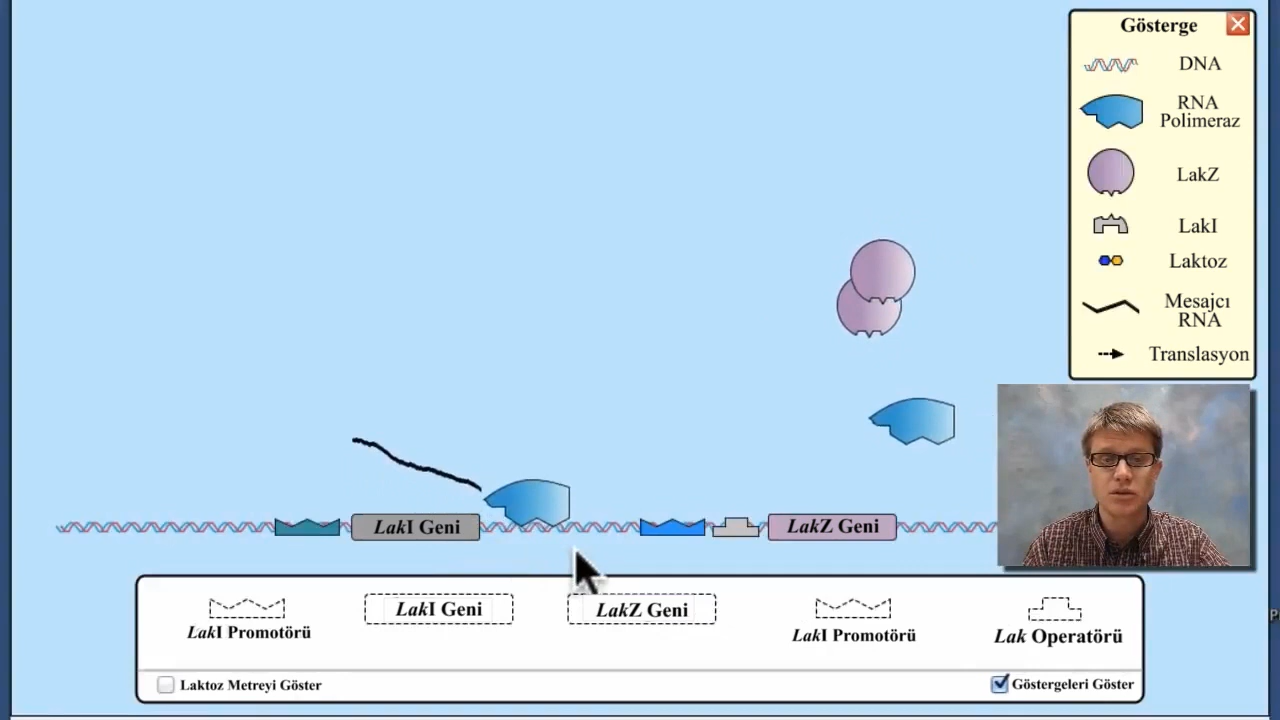 Gösterge
DNA
RNA
Polimeraz
LakZ
LakI
Laktoz
Mesajcı
RNA
Translasyon
LakI Geni
LakZ Geni
LakI Promotörü
LakI Geni
LakZ Geni
LakI Promotörü
Lak Operatörü
Laktoz Metreyi Göster
Göstergeleri Göster